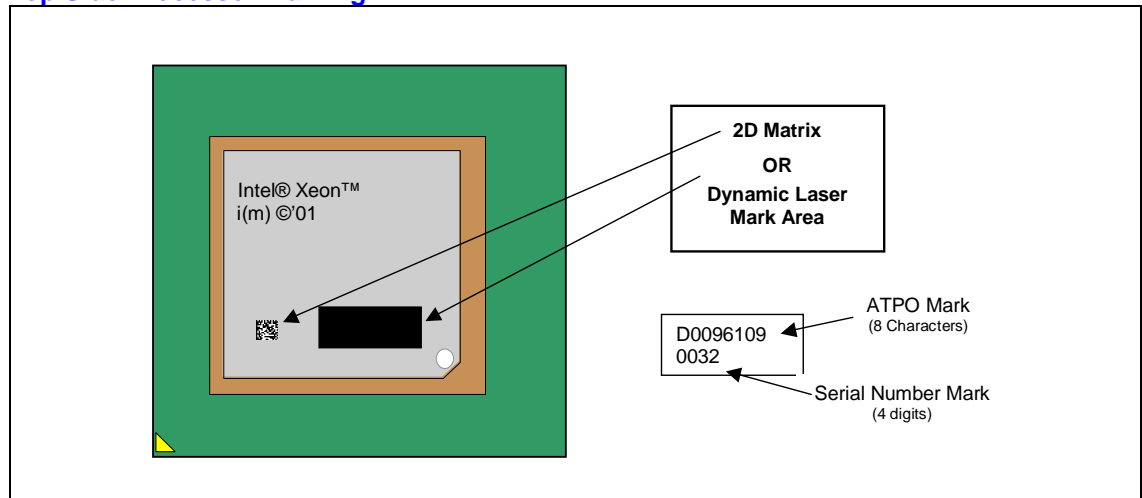 Intel® Xeon™
i(m) ©'01
2D Matrix
OR
Dynamic Laser
Mark Area
D0096109
0032
ATPO Mark
(8 Characters)
Serial Number Mark
(4 digits)